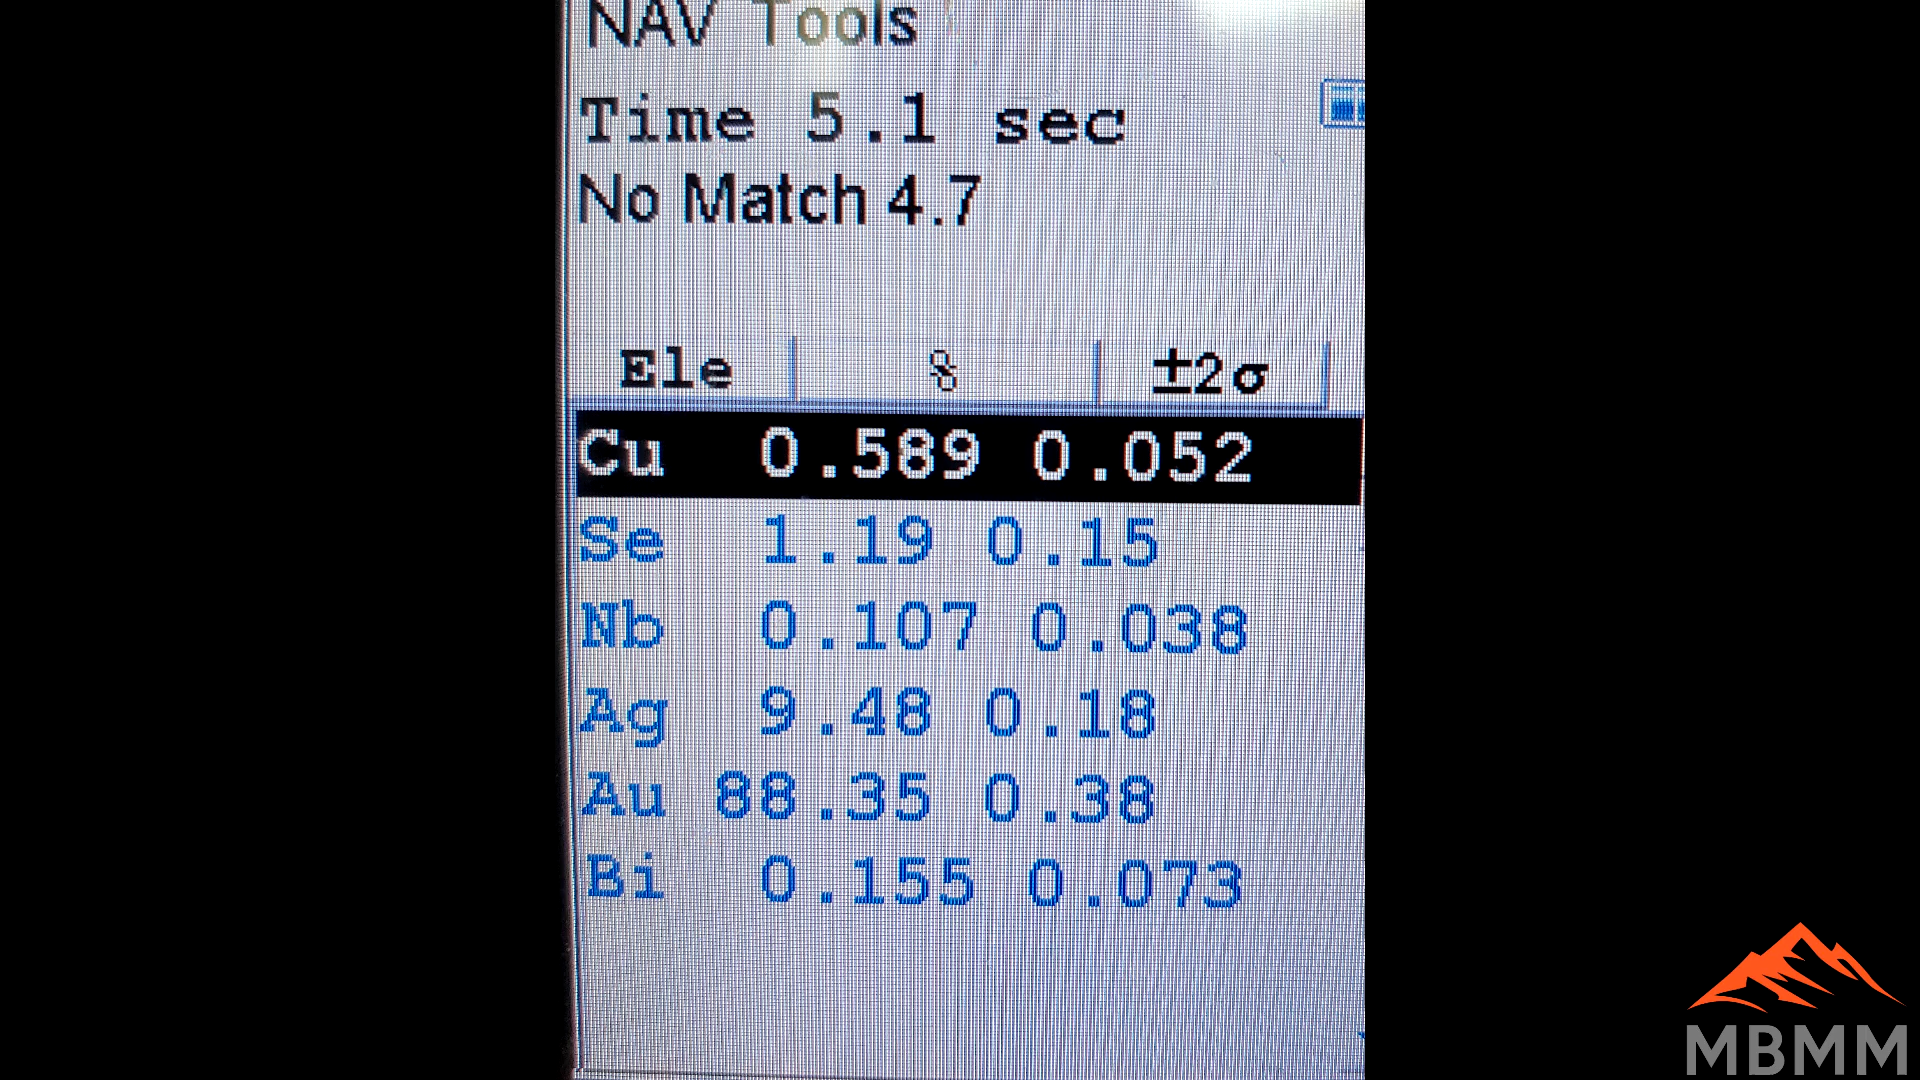 NAV Tools
Time 5.1 sec
No Match 4.7
Ele % ±2σ
Cu 0.589 0.052
Se 1.19 0.15
Nb 0.107 0.038
Ag 9.48 0.18
Au 88.35 0.38
Bi 0.155 0.073
MBMM